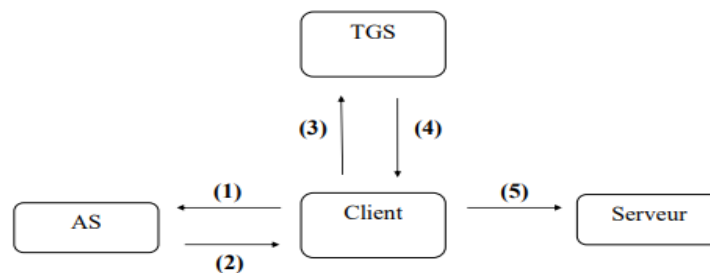 TGS
(3)
(4)
(1)
Client
(5)
AS
Serveur
(2)